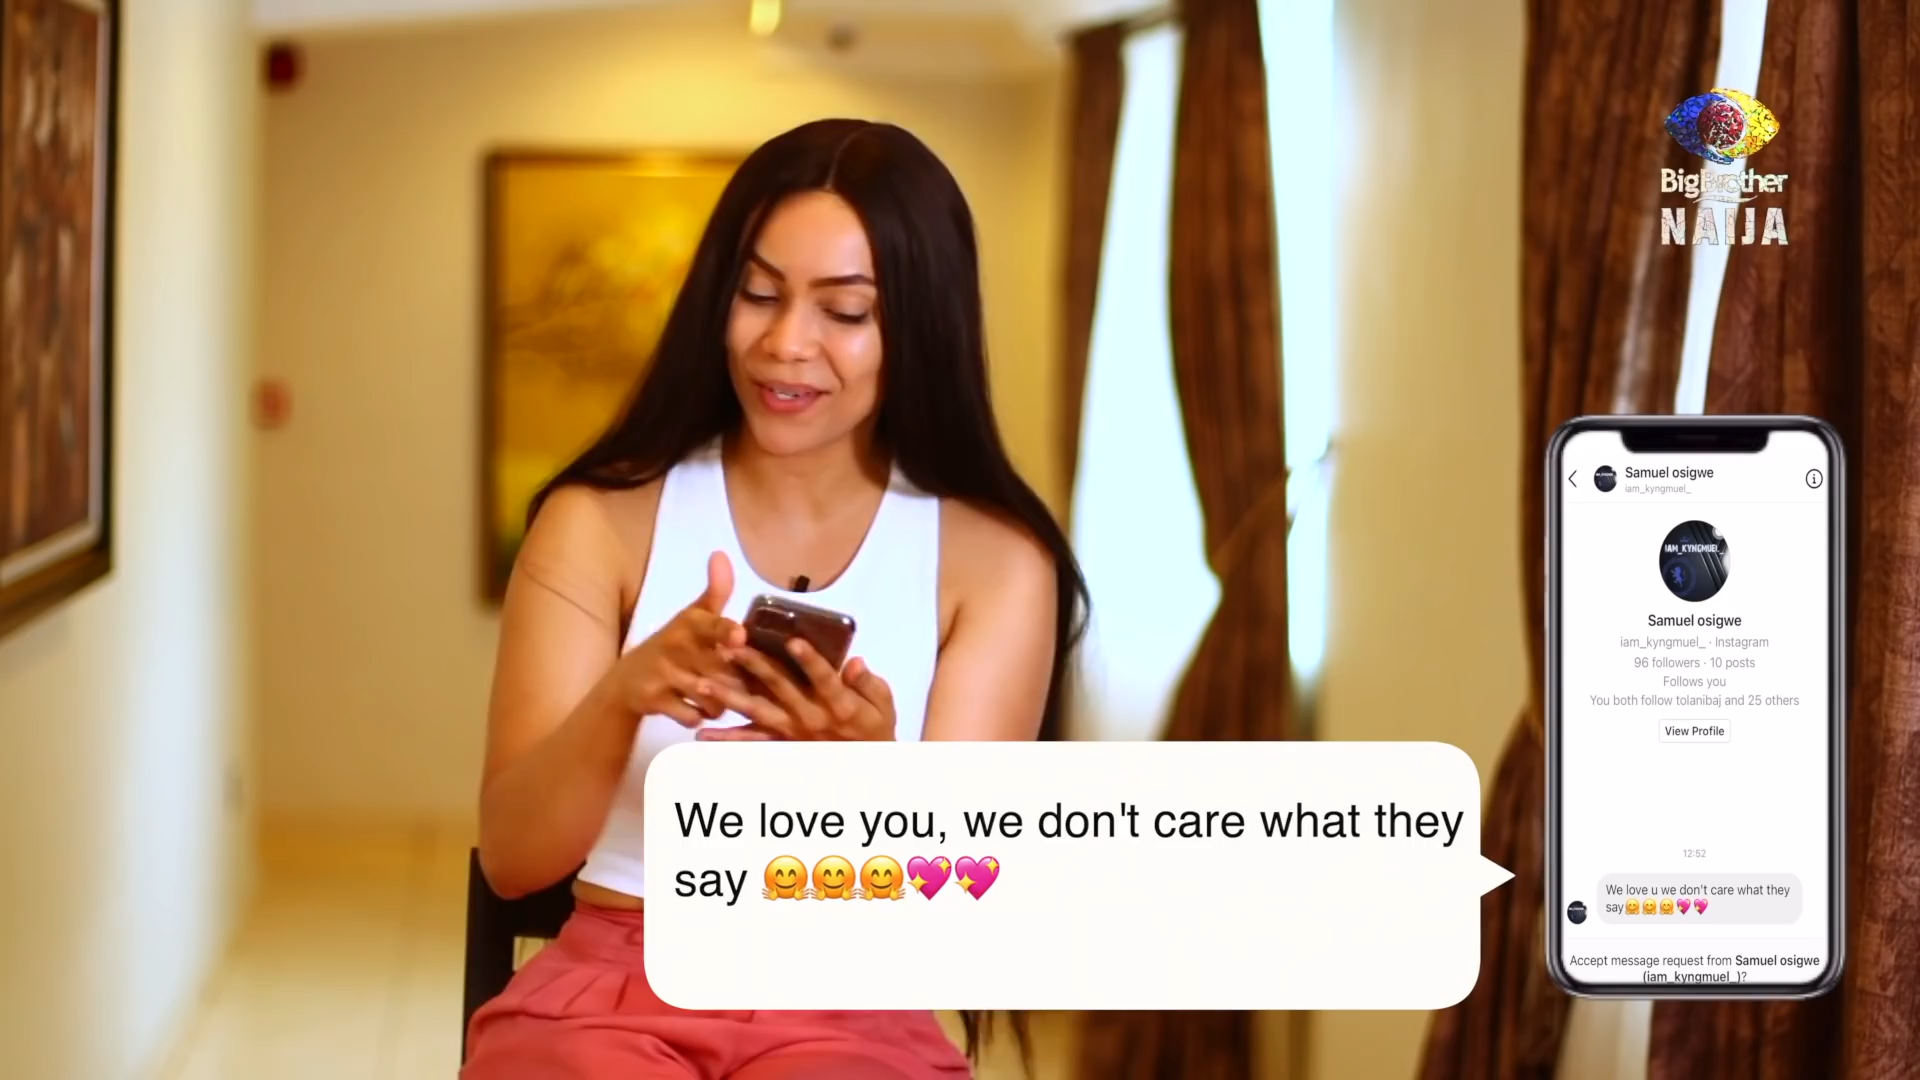 BigBrother
NAIJA
Samuel osigwe
iam_kyngmuel_
IAM_KYNGMUEL_
Samuel osigwe
iam_kyngmuel_ · Instagram
96 followers · 10 posts
Follows you
You both follow tolanibaj and 25 others
View Profile
12:52
We love u we don't care what they
say🤗🤗🤗💖💖
Accept message request from Samuel osigwe
(iam_kyngmuel_)?
We love you, we don't care what they
say 🤗🤗🤗💖💖